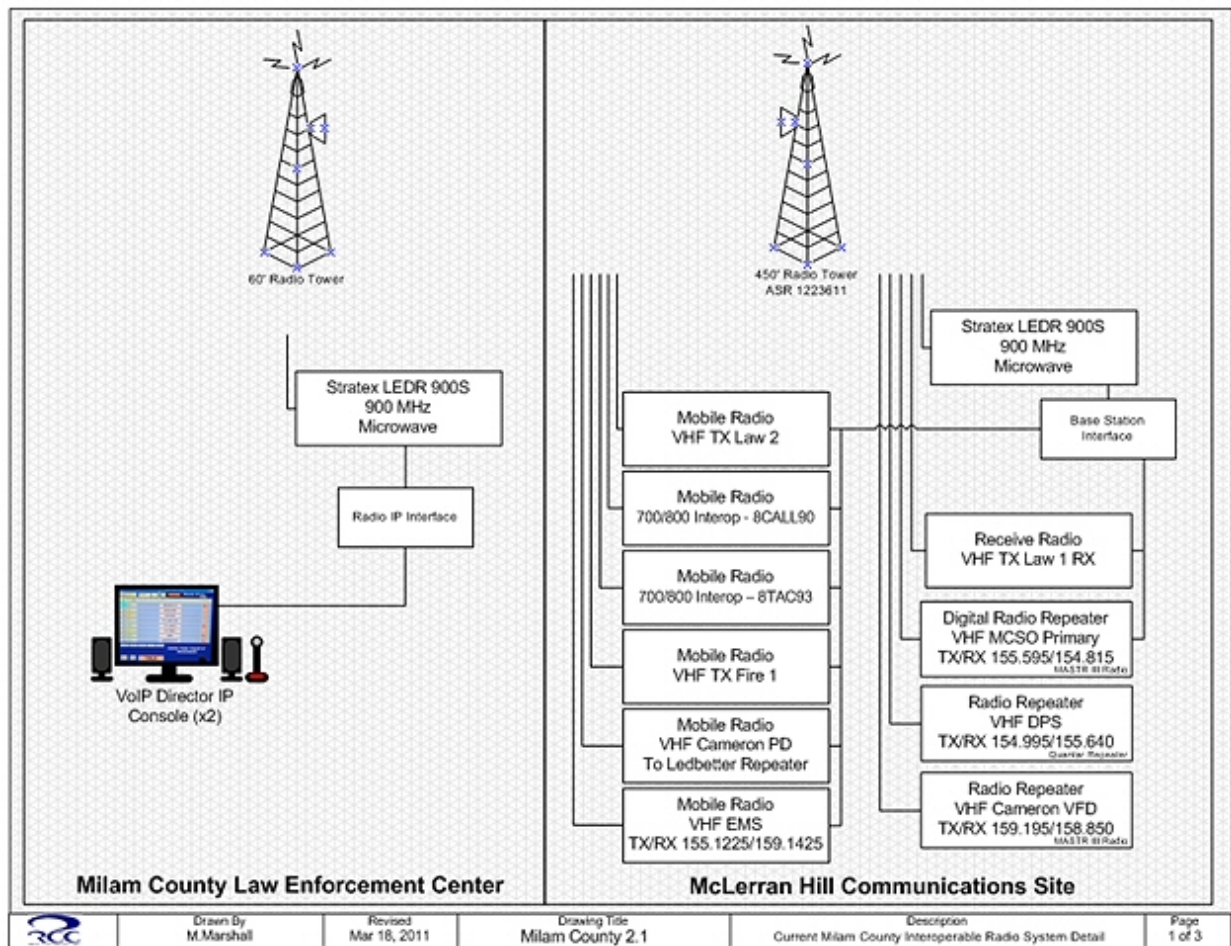 60' Radio Tower
Stratex LEDR 900S
900 MHz
Microwave
Radio IP Interface
VoIP Director IP
Console (x2)
Milam County Law Enforcement Center
450' Radio Tower
ASR 1223611
Mobile Radio
VHF TX Law 2
Mobile Radio
700/800 Interop - 8CALL90
Mobile Radio
700/800 Interop – 8TAC93
Mobile Radio
VHF TX Fire 1
Mobile Radio
VHF Cameron PD
To Ledbetter Repeater
Mobile Radio
VHF EMS
TX/RX 155.1225/159.1425
Stratex LEDR 900S
900 MHz
Microwave
Base Station
Interface
Receive Radio
VHF TX Law 1 RX
Digital Radio Repeater
VHF MCSO Primary
TX/RX 155.595/154.815
MASTR III Radio
Radio Repeater
VHF DPS
TX/RX 154.995/155.640
Quantar Repeater
Radio Repeater
VHF Cameron VFD
TX/RX 159.195/158.850
MASTR III Radio
McLerran Hill Communications Site
RCC
Drawn By
M.Marshall
Revised
Mar 18, 2011
Drawing Title
Milam County 2.1
Description
Current Milam County Interoperable Radio System Detail
Page
1 of 3